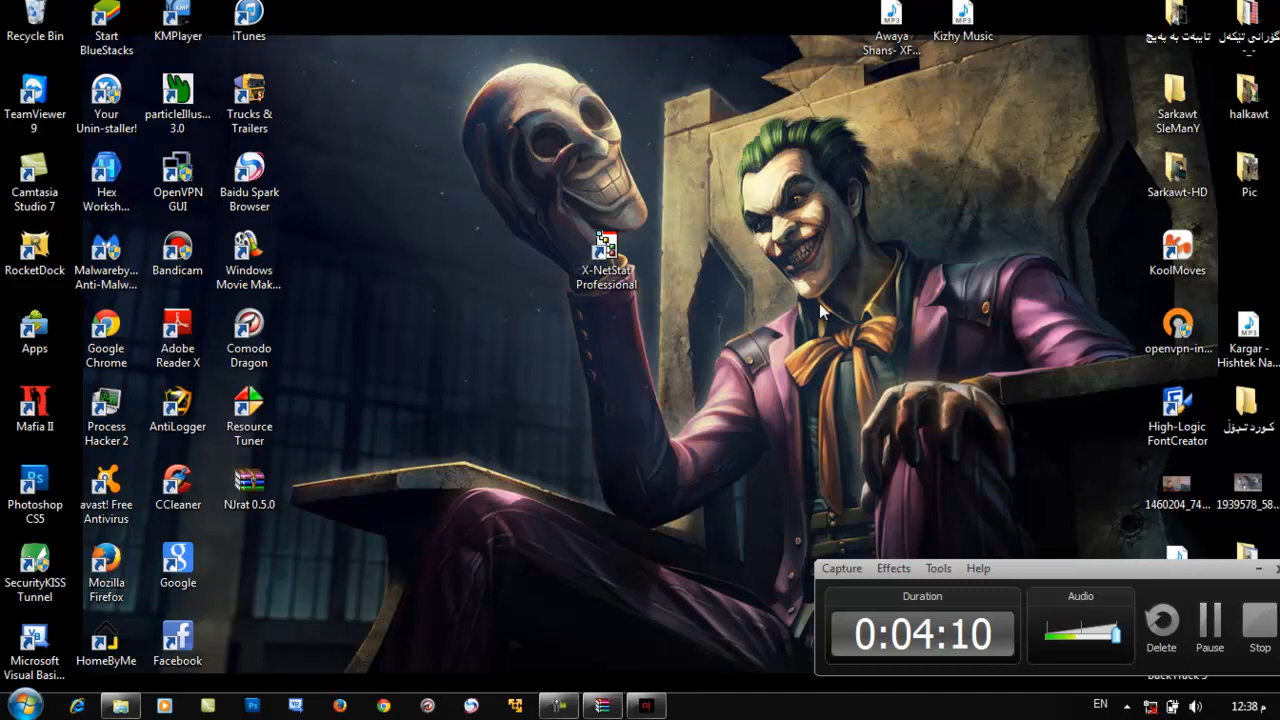 Recycle Bin
Start
BlueStacks
KMPlayer
iTunes
Awaya
Shans- XF...
Kizhy Music
تايبەت بە پەيج
گۆرانی تێکەڵ
-_-
TeamViewer
9
Your
Unin-staller!
particleIllus...
3.0
Trucks &
Trailers
Sarkawt
SleManY
halkawt
Camtasia
Studio 7
Hex
Worksh...
OpenVPN
GUI
Baidu Spark
Browser
Sarkawt-HD
Pic
RocketDock
Malwareby...
Anti-Malw...
Bandicam
Windows
Movie Mak...
X-NetStat
Professional
KoolMoves
Apps
Google
Chrome
Adobe
Reader X
Comodo
Dragon
openvpn-in...
Kargar -
Hishtek Na...
Mafia II
Process
Hacker 2
AntiLogger
Resource
Tuner
High-Logic
FontCreator
Photoshop
CS5
avast! Free
Antivirus
CCleaner
NJrat 0.5.0
1460204_74...
1939578_58...
SecurityKISS
Tunnel
Mozilla
Firefox
Google
Microsoft
Visual Basi...
HomeByMe
Facebook
Capture
Effects
Tools
Help
Duration
0:04:10
Audio
Delete
Pause
Stop
EN
12:38 م